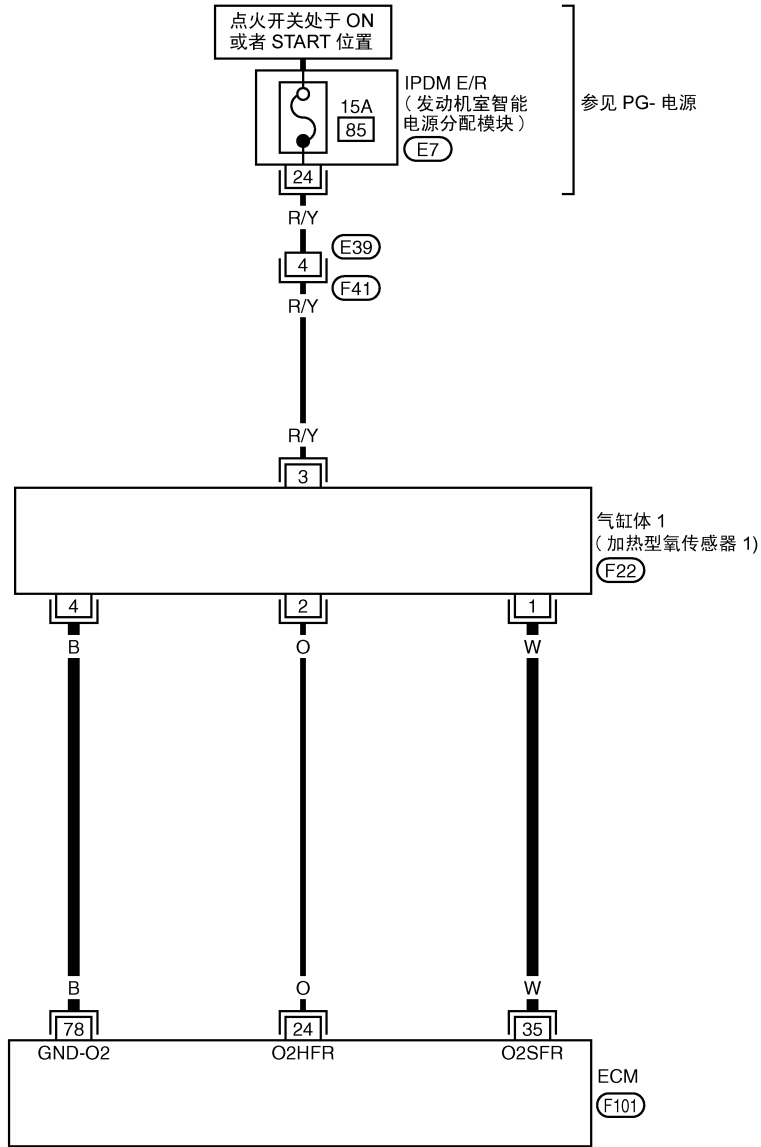 点火开关处于 ON
或者 START 位置
IPDM E/R
( 发动机室智能
电源分配模块 )
E7
15A
85
参见 PG- 电源
24
R/Y
E39
4
F41
R/Y
R/Y
3
气缸体 1
( 加热型氧传感器 1)
F22
4 2 1
B O W
B O W
78 24 35
GND-O2 O2HFR O2SFR
ECM
F101